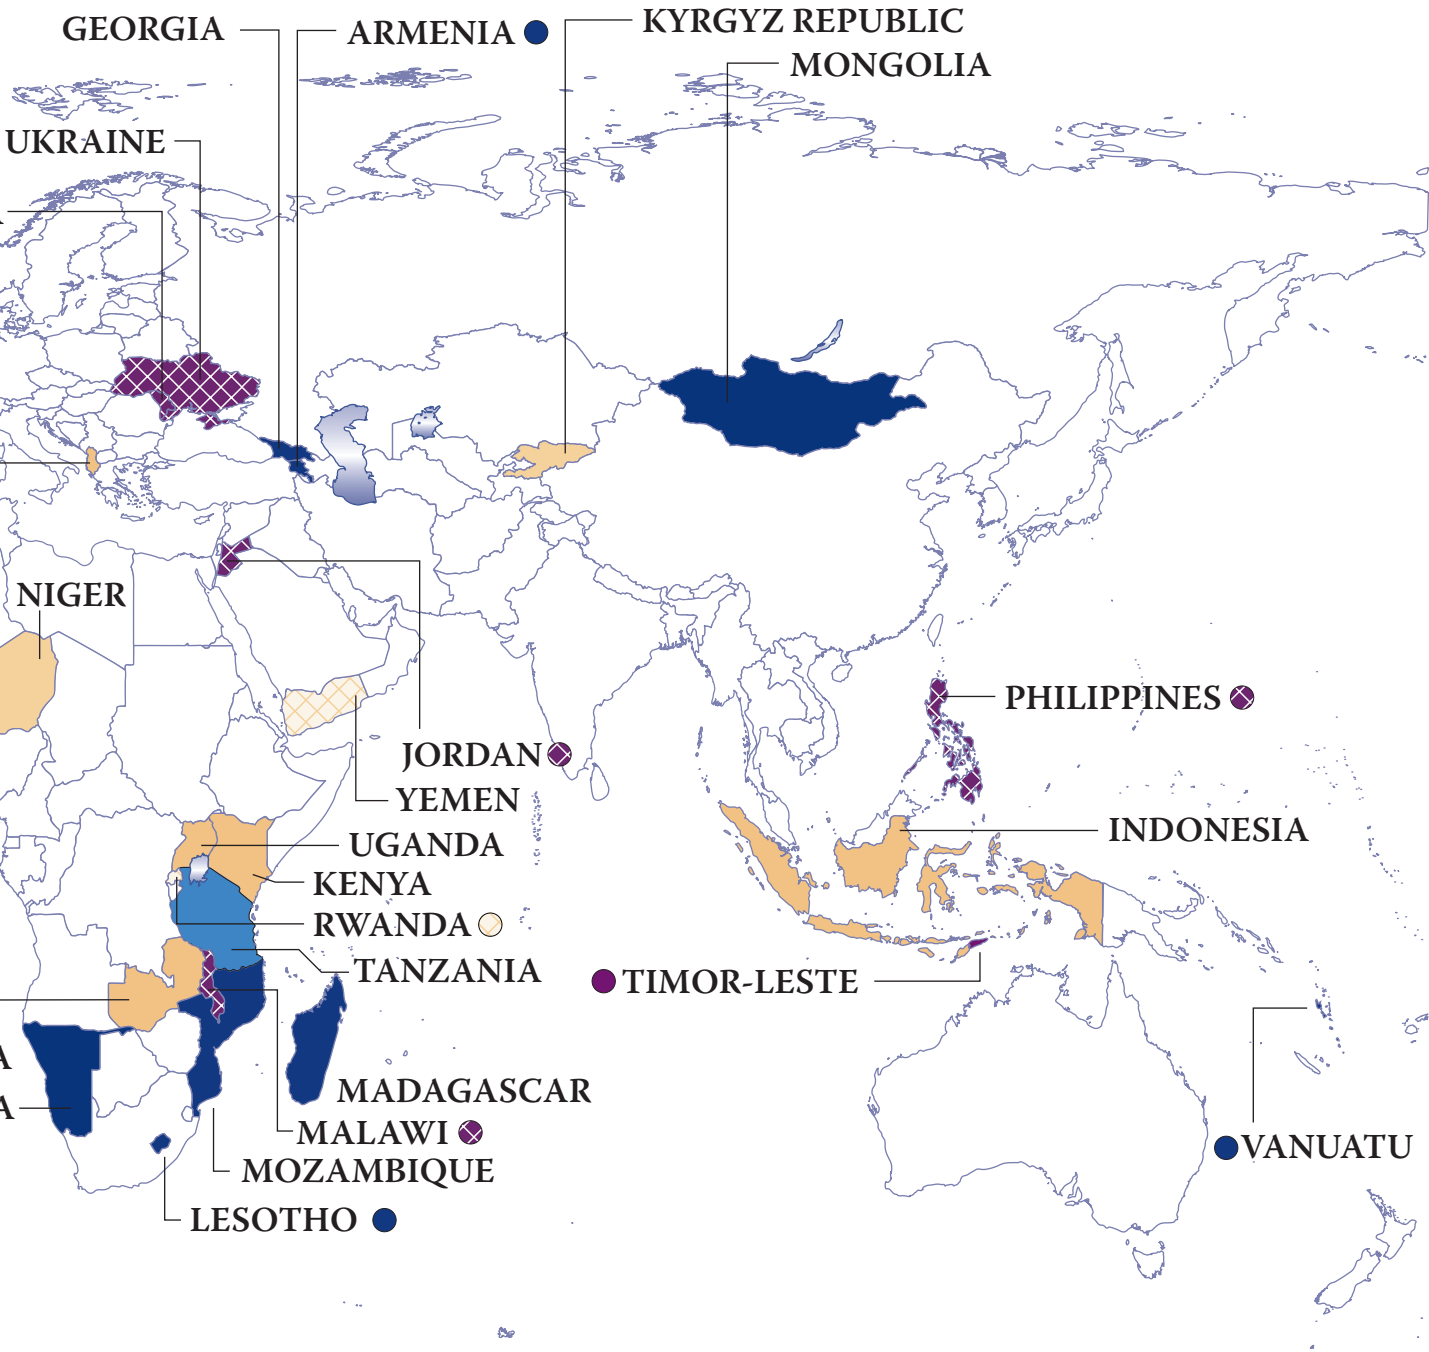 KYRGYZ REPUBLIC
GEORGIA
ARMENIA
MONGOLIA
UKRAINE
NIGER
PHILIPPINES
JORDAN
YEMEN
INDONESIA
UGANDA
KENYA
RWANDA
TANZANIA
TIMOR-LESTE
A
MADAGASCAR
A
MALAWI
VANUATU
MOZAMBIQUE
LESOTHO